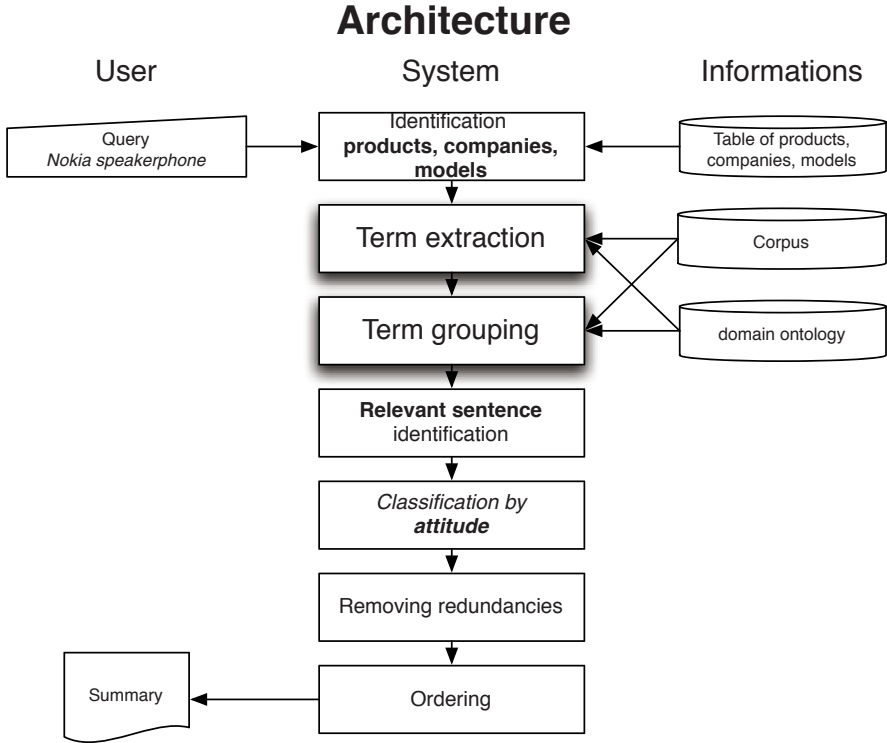 Architecture
User
System
Informations
Query
Nokia speakerphone
Identification
products, companies,
models
Table of products,
companies, models
Term extraction
Corpus
Term grouping
domain ontology
Relevant sentence
identification
Classification by
attitude
Removing redundancies
Summary
Ordering